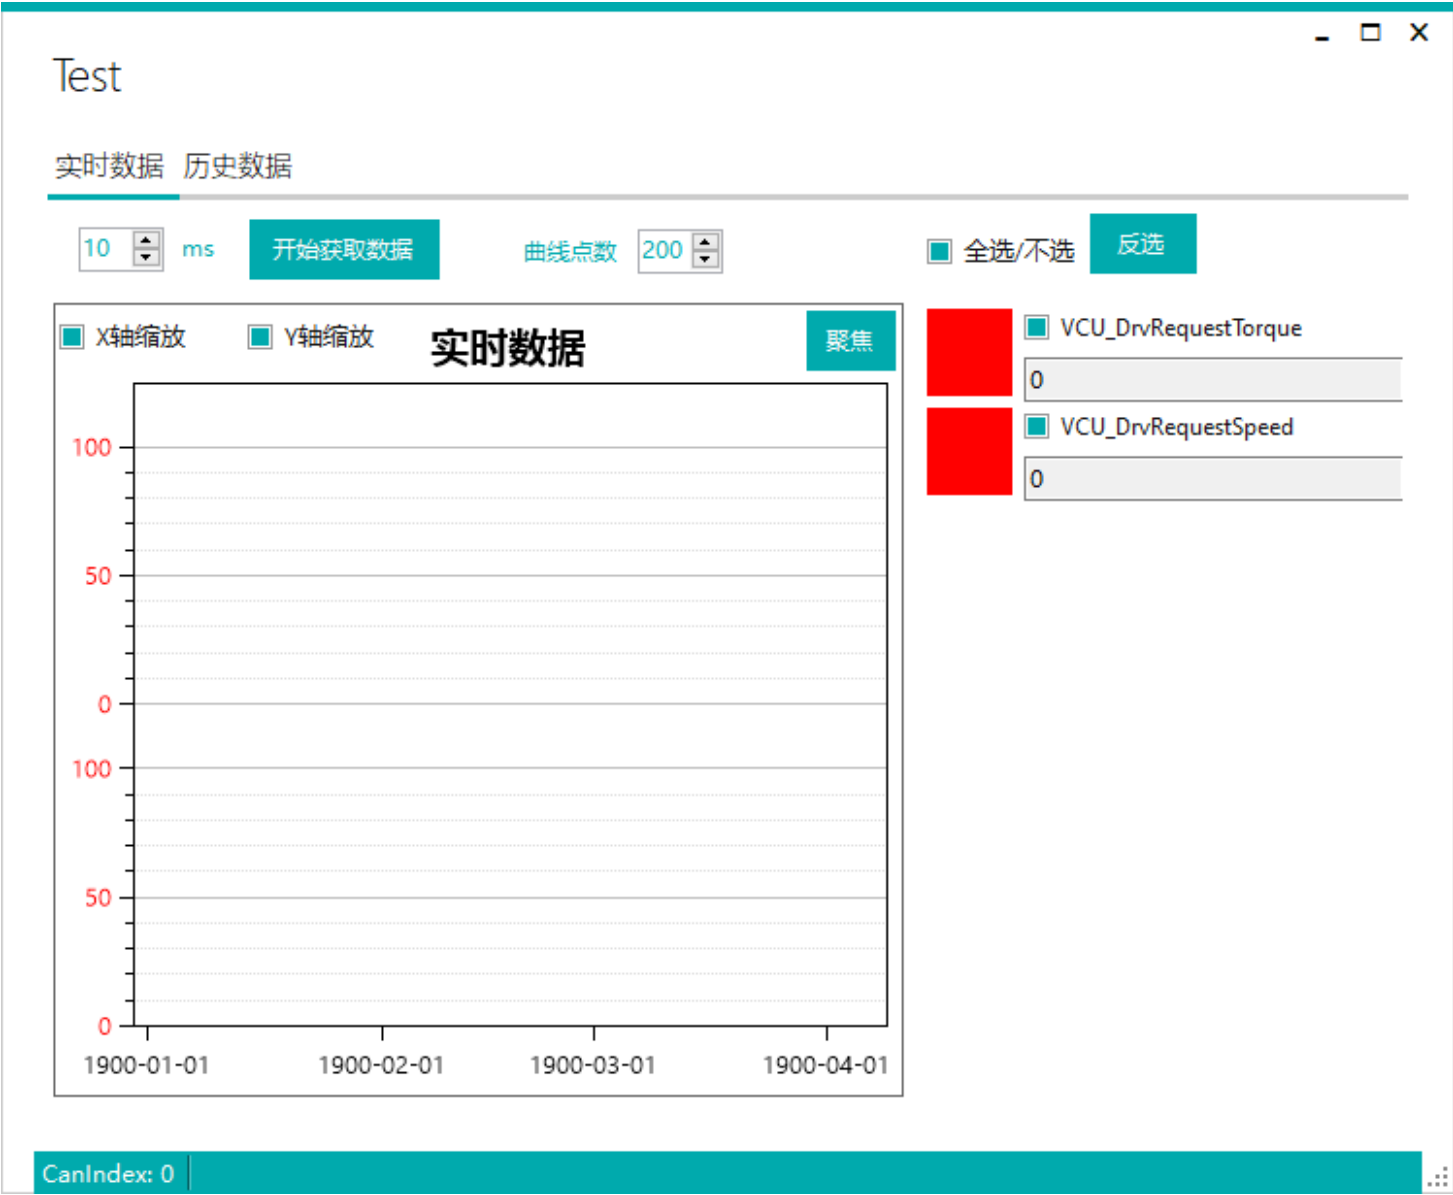 Test
实时数据 历史数据
10 ms 开始获取数据 曲线点数 200 全选/不选 反选
X轴缩放 Y轴缩放 实时数据 聚焦
VCU_DrvRequestTorque
0
VCU_DrvRequestSpeed
0
100
50
0
100
50
0
1900-01-01 1900-02-01 1900-03-01 1900-04-01
CanIndex: 0